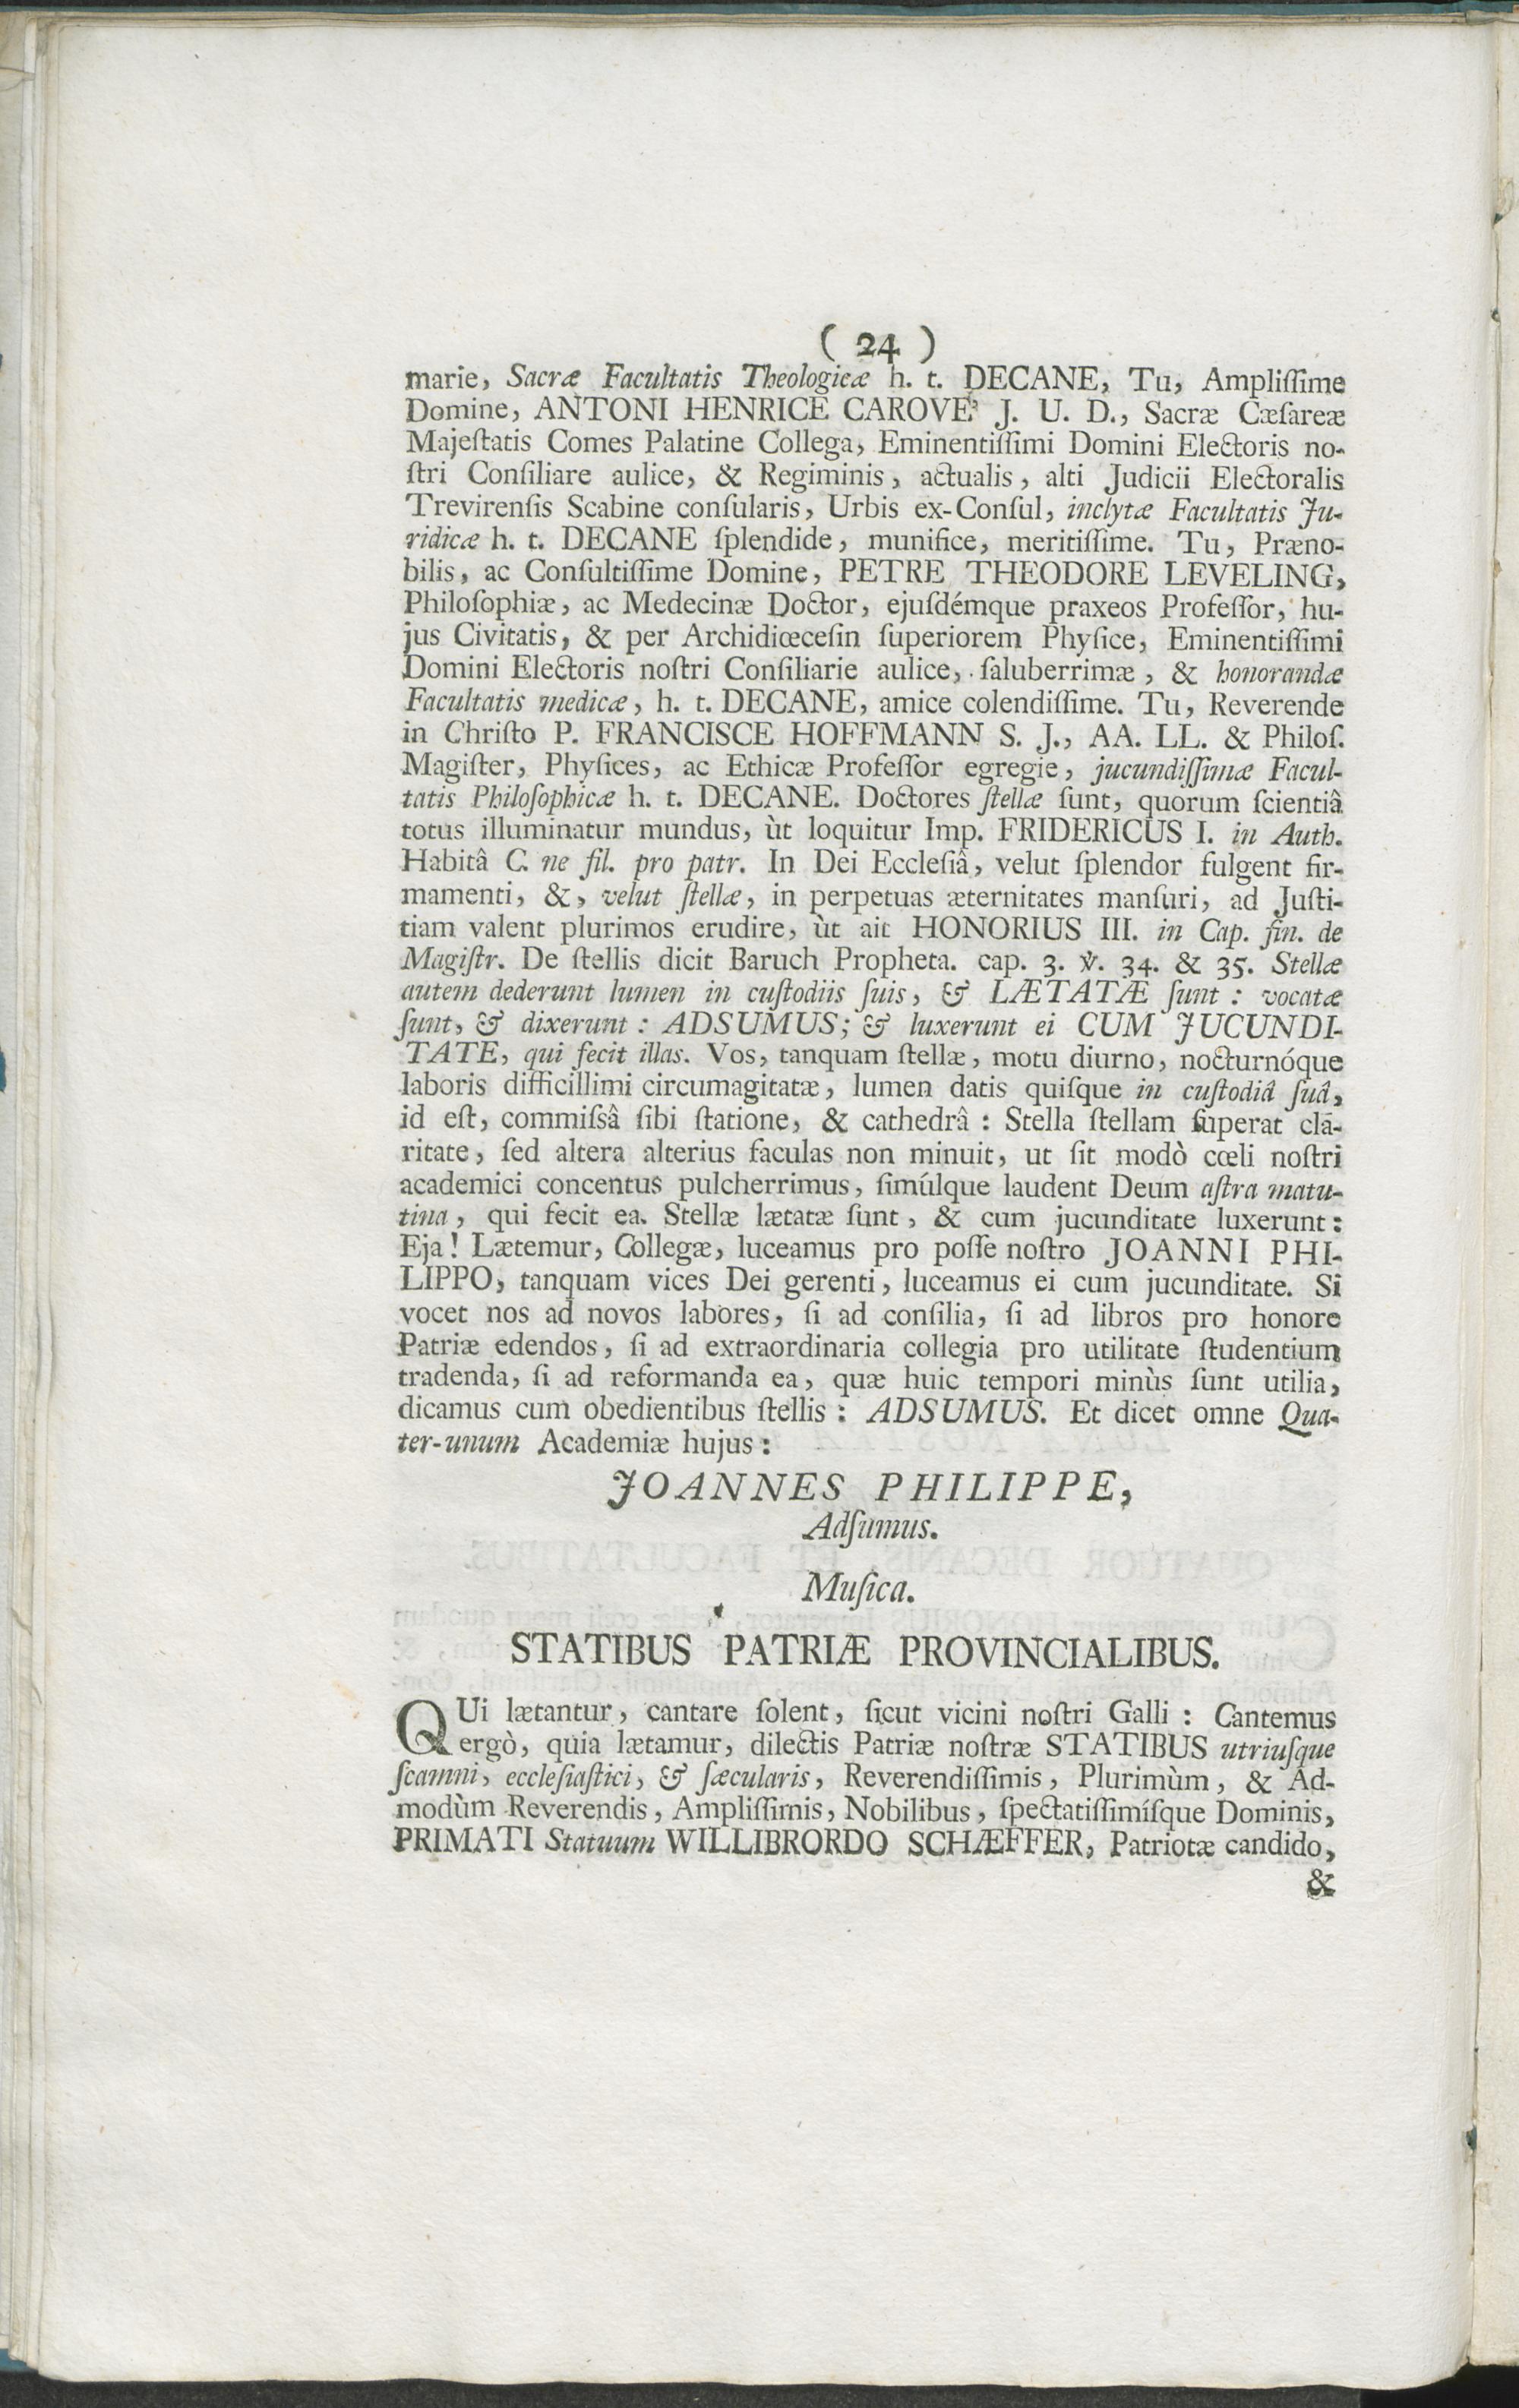 ( 24 )
marie, Sacræ Facultatis Theologicæ h. t. DECANE, Tu, Ampliſſime
Domine, ANTONI HENRICE CAROVE' J. U. D., Sacræ Cæſareæ
Majeſtatis Comes Palatine Collega, Eminentiſſimi Domini Electoris no-
ſtri Conſiliare aulice, & Regiminis, actualis, alti Judicii Electoralis
Trevirenſis Scabine conſularis, Urbis ex-Conſul, inclytæ Facultatis Ju-
ridicæ h. t. DECANE ſplendide, munifice, meritiſſime. Tu, Præno-
bilis, ac Conſultiſſime Domine, PETRE THEODORE LEVELING,
Philoſophiæ, ac Medecinæ Doctor, ejuſdémque praxeos Profeſſor, hu-
jus Civitatis, & per Archidiœceſin ſuperiorem Phyſice, Eminentiſſimi
Domini Electoris noſtri Conſiliarie aulice, ſaluberrimæ, & honorandæ
Facultatis medicæ, h. t. DECANE, amice colendiſſime. Tu, Reverende
in Chriſto P. FRANCISCE HOFFMANN S. J., AA. LL. & Philoſ.
Magiſter, Phyſices, ac Ethicæ Profeſſor egregie, jucundiſſimæ Facul-
tatis Philoſophicæ h. t. DECANE. Doctores ſtellæ ſunt, quorum ſcientiâ
totus illuminatur mundus, ùt loquitur Imp. FRIDERICUS I. in Auth.
Habitâ C. ne fil. pro patr. In Dei Eccleſiâ, velut ſplendor fulgent fir-
mamenti, &, velut ſtellæ, in perpetuas æternitates manſuri, ad Juſti-
tiam valent plurimos erudire, ùt ait HONORIUS III. in Cap. fin. de
Magiſtr. De ſtellis dicit Baruch Propheta. cap. 3. ℣. 34. & 35. Stellæ
autem dederunt lumen in cuſtodiis ſuis, & LÆTATÆ ſunt : vocatæ
ſunt, & dixerunt : ADSUMUS; & luxerunt ei CUM JUCUNDI-
TATE, qui fecit illas. Vos, tanquam ſtellæ, motu diurno, nocturnóque
laboris difficillimi circumagitatæ, lumen datis quiſque in cuſtodiâ ſuâ,
id eſt, commiſsâ ſibi ſtatione, & cathedrâ : Stella ſtellam ſuperat cla-
ritate, ſed altera alterius faculas non minuit, ut ſit modò cœli noſtri
academici concentus pulcherrimus, ſimúlque laudent Deum aſtra matu-
tina, qui fecit ea. Stellæ lætatæ ſunt, & cum jucunditate luxerunt :
Eja! Lætemur, Collegæ, luceamus pro poſſe noſtro JOANNI PHI-
LIPPO, tanquam vices Dei gerenti, luceamus ei cum jucunditate. Si
vocet nos ad novos labores, ſi ad conſilia, ſi ad libros pro honore
Patriæ edendos, ſi ad extraordinaria collegia pro utilitate ſtudentium
tradenda, ſi ad reformanda ea, quæ huic tempori minùs ſunt utilia,
dicamus cum obedientibus ſtellis : ADSUMUS. Et dicet omne Qua-
ter-unum Academiæ hujus :
JOANNES PHILIPPE,
Adſumus.
Muſica.
STATIBUS PATRIÆ PROVINCIALIBUS.
QUi lætantur, cantare ſolent, ſicut vicini noſtri Galli : Cantemus
ergò, quia lætamur, dilectis Patriæ noſtræ STATIBUS utriuſque
ſcamni, eccleſiaſtici, & ſæcularis, Reverendiſſimis, Plurimùm, & Ad-
modùm Reverendis, Ampliſſimis, Nobilibus, ſpectatiſſimíſque Dominis,
PRIMATI Statuum WILLIBRORDO SCHÆFFER, Patriotæ candido,
&